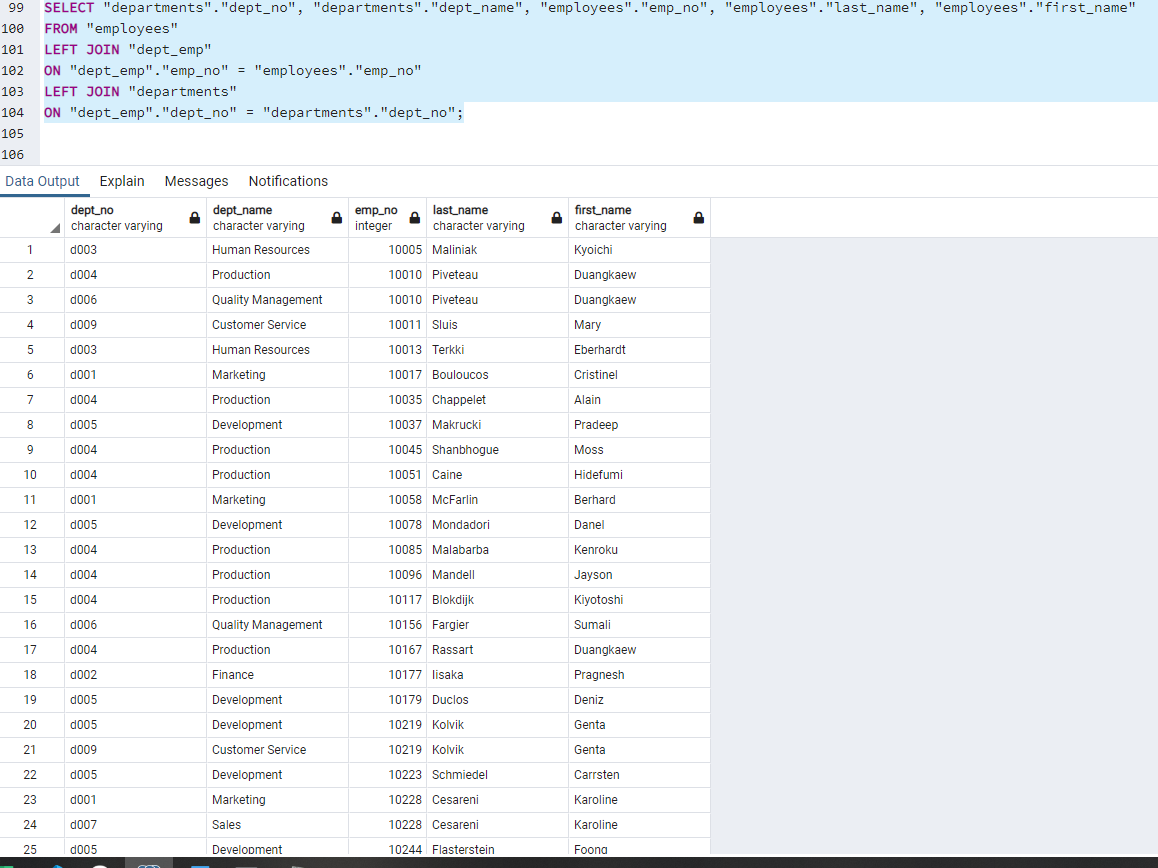 99 SELECT "departments"."dept_no", "departments"."dept_name", "employees"."emp_no", "employees"."last_name", "employees"."first_name"
100 FROM "employees"
101 LEFT JOIN "dept_emp"
102 ON "dept_emp"."emp_no" = "employees"."emp_no"
103 LEFT JOIN "departments"
104 ON "dept_emp"."dept_no" = "departments"."dept_no";
105
106
Data Output Explain Messages Notifications
dept_no dept_name emp_no last_name first_name
character varying character varying integer character varying character varying
1 d003 Human Resources 10005 Maliniak Kyoichi
2 d004 Production 10010 Piveteau Duangkaew
3 d006 Quality Management 10010 Piveteau Duangkaew
4 d009 Customer Service 10011 Sluis Mary
5 d003 Human Resources 10013 Terkki Eberhardt
6 d001 Marketing 10017 Bouloucos Cristinel
7 d004 Production 10035 Chappelet Alain
8 d005 Development 10037 Makrucki Pradeep
9 d004 Production 10045 Shanbhogue Moss
10 d004 Production 10051 Caine Hidefumi
11 d001 Marketing 10058 McFarlin Berhard
12 d005 Development 10078 Mondadori Danel
13 d004 Production 10085 Malabarba Kenroku
14 d004 Production 10096 Mandell Jayson
15 d004 Production 10117 Blokdijk Kiyotoshi
16 d006 Quality Management 10156 Fargier Sumali
17 d004 Production 10167 Rassart Duangkaew
18 d002 Finance 10177 Iisaka Pragnesh
19 d005 Development 10179 Duclos Deniz
20 d005 Development 10219 Kolvik Genta
21 d009 Customer Service 10219 Kolvik Genta
22 d005 Development 10223 Schmiedel Carrsten
23 d001 Marketing 10228 Cesareni Karoline
24 d007 Sales 10228 Cesareni Karoline
25 d005 Development 10244 Flasterstein Foong